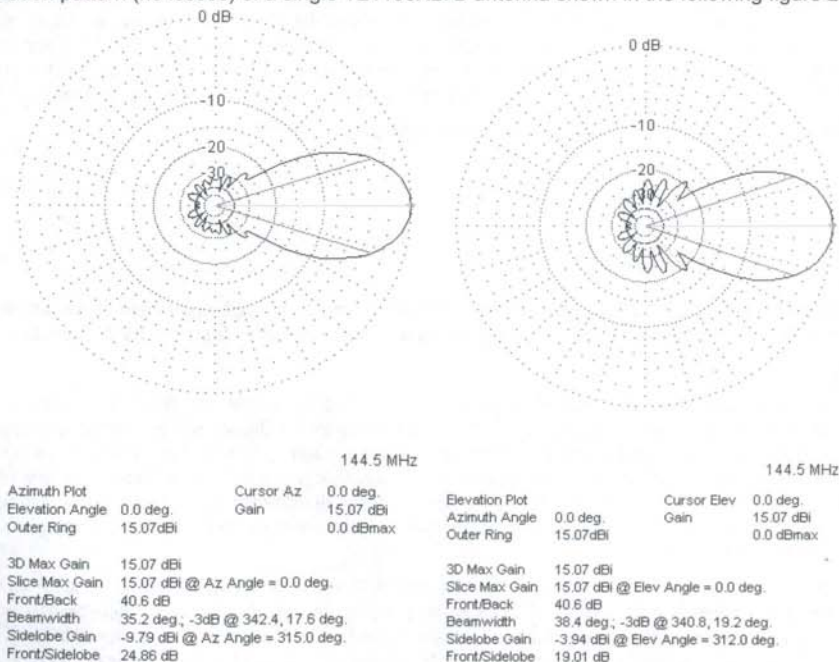 0 dB
-10
20
30
144.5 MHz
Azimuth Plot Cursor Az 0.0 deg.
Elevation Angle 0.0 deg. Gain 15.07 dBi
Outer Ring 15.07dBi 0.0 dBmax
3D Max Gain 15.07 dBi
Slice Max Gain 15.07 dBi @ Az Angle = 0.0 deg.
Front/Back 40.6 dB
Beamwidth 35.2 deg.; -3dB @ 342.4, 17.6 deg.
Sidelobe Gain -9.79 dBi @ Az Angle = 315.0 deg.
Front/Sidelobe 24.86 dB
0 dB
-10
20
144.5 MHz
Elevation Plot Cursor Elev 0.0 deg.
Azimuth Angle 0.0 deg. Gain 15.07 dBi
Outer Ring 15.07dBi 0.0 dBmax
3D Max Gain 15.07 dBi
Slice Max Gain 15.07 dBi @ Elev Angle = 0.0 deg.
Front/Back 40.6 dB
Beamwidth 38.4 deg.; -3dB @ 340.8, 19.2 deg.
Sidelobe Gain -3.94 dBi @ Elev Angle = 312.0 deg.
Front/Sidelobe 19.01 dB